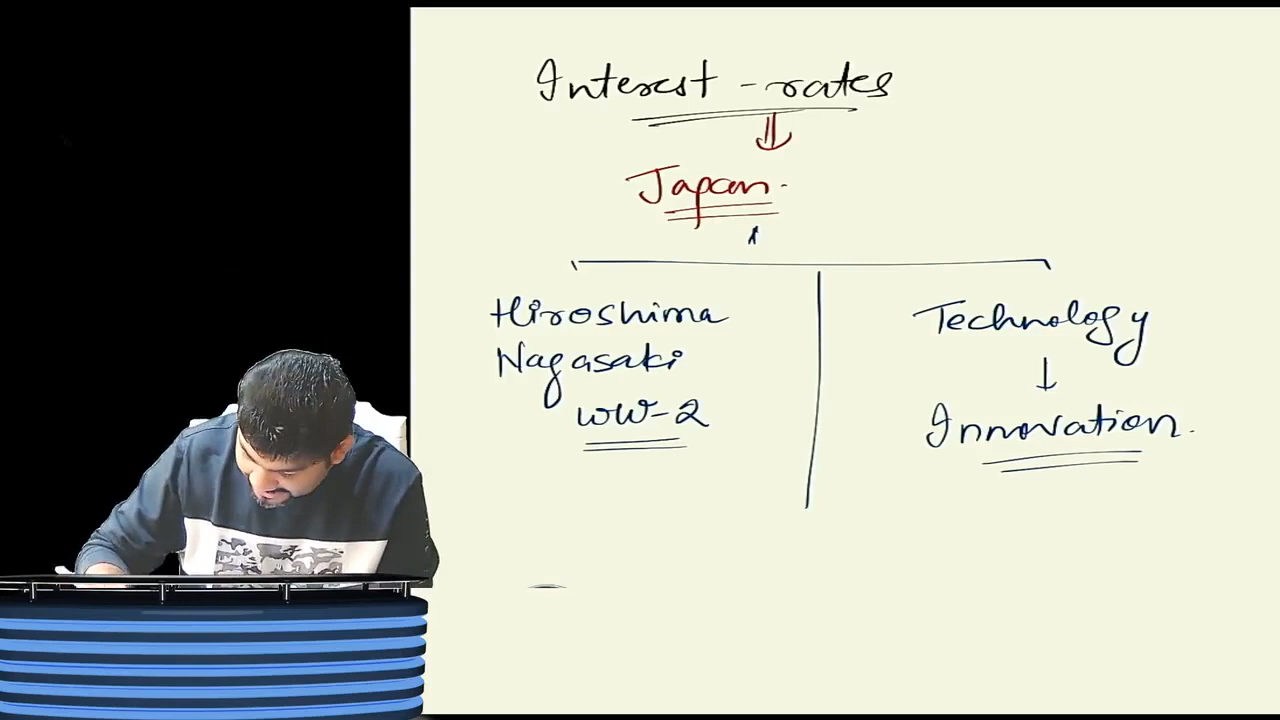 Interest - rates
Japan.
Hiroshima
Nagasaki
WW-2
Technology
Innovation.